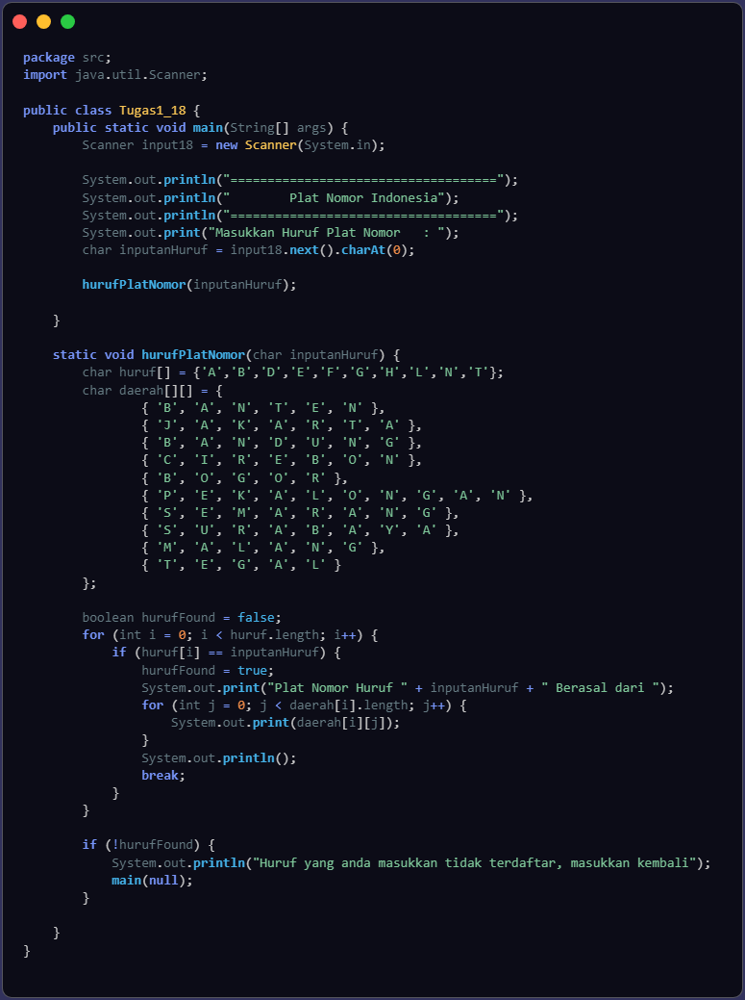 package src;
import java.util.Scanner;

public class Tugas1_18 {
    public static void main(String[] args) {
        Scanner input18 = new Scanner(System.in);

        System.out.println("====================================");
        System.out.println("        Plat Nomor Indonesia");
        System.out.println("====================================");
        System.out.print("Masukkan Huruf Plat Nomor   : ");
        char inputanHuruf = input18.next().charAt(0);

        hurufPlatNomor(inputanHuruf);

    }

    static void hurufPlatNomor(char inputanHuruf) {
        char huruf[] = {'A','B','D','E','F','G','H','L','N','T'};
        char daerah[][] = {
                { 'B', 'A', 'N', 'T', 'E', 'N' },
                { 'J', 'A', 'K', 'A', 'R', 'T', 'A' },
                { 'B', 'A', 'N', 'D', 'U', 'N', 'G' },
                { 'C', 'I', 'R', 'E', 'B', 'O', 'N' },
                { 'B', 'O', 'G', 'O', 'R' },
                { 'P', 'E', 'K', 'A', 'L', 'O', 'N', 'G', 'A', 'N' },
                { 'S', 'E', 'M', 'A', 'R', 'A', 'N', 'G' },
                { 'S', 'U', 'R', 'A', 'B', 'A', 'Y', 'A' },
                { 'M', 'A', 'L', 'A', 'N', 'G' },
                { 'T', 'E', 'G', 'A', 'L' }
        };

        boolean hurufFound = false;
        for (int i = 0; i < huruf.length; i++) {
            if (huruf[i] == inputanHuruf) {
                hurufFound = true;
                System.out.print("Plat Nomor Huruf " + inputanHuruf + " Berasal dari ");
                for (int j = 0; j < daerah[i].length; j++) {
                    System.out.print(daerah[i][j]);
                }
                System.out.println();
                break;
            }
        }

        if (!hurufFound) {
            System.out.println("Huruf yang anda masukkan tidak terdaftar, masukkan kembali");
            main(null);
        }

    }
}